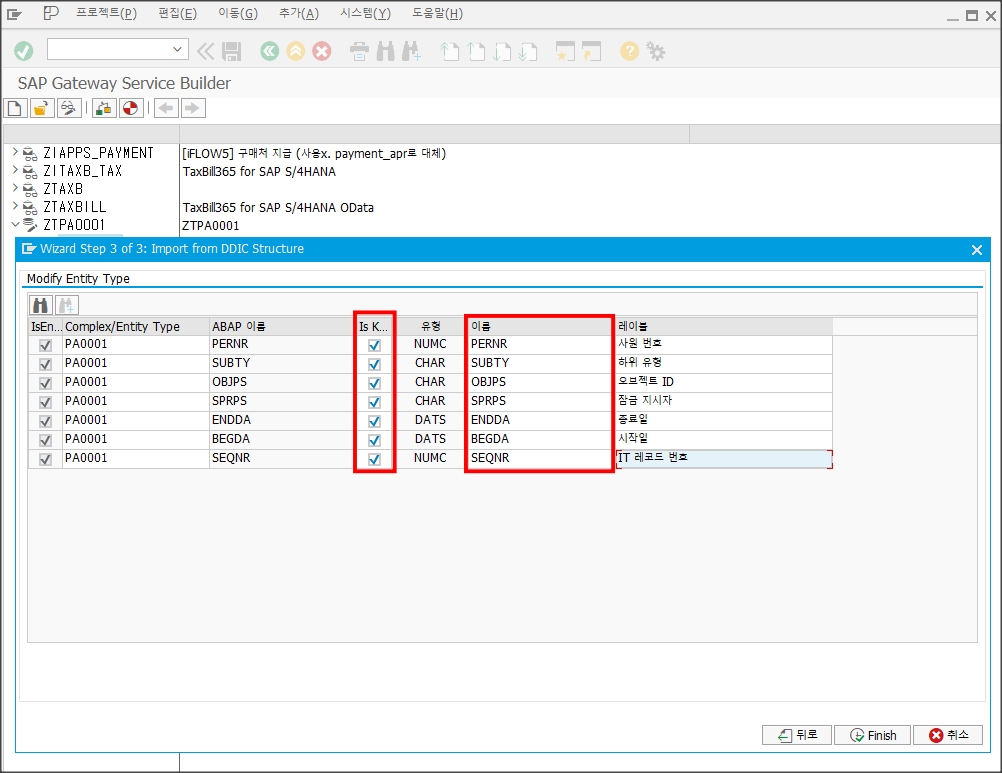 프로젝트(P) 편집(E) 이동(G) 추가(A) 시스템(Y) 도움말(H)
SAP Gateway Service Builder
ZIAPPS_PAYMENT [iFLOW5] 구매처 지급 (사용x. payment_apr로 대체)
ZITAXB_TAX TaxBill365 for SAP S/4HANA
ZTAXB
ZTAXBILL TaxBill365 for SAP S/4HANA OData
ZTPA0001 ZTPA0001
Wizard Step 3 of 3: Import from DDIC Structure
Modify Entity Type
IsEn... Complex/Entity Type ABAP 이름 Is K... 유형 이름 레이블
PA0001 PERNR NUMC PERNR 사원 번호
PA0001 SUBTY CHAR SUBTY 하위 유형
PA0001 OBJPS CHAR OBJPS 오브젝트 ID
PA0001 SPRPS CHAR SPRPS 잠금 지시자
PA0001 ENDDA DATS ENDDA 종료일
PA0001 BEGDA DATS BEGDA 시작일
PA0001 SEQNR NUMC SEQNR IT 레코드 번호
뒤로 Finish 취소